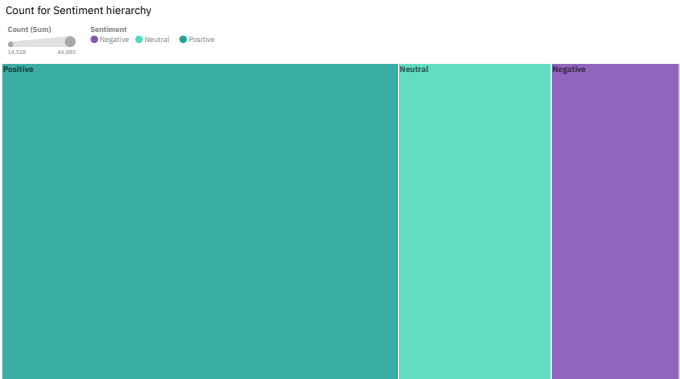 Count for Sentiment hierarchy
Count (Sum)
14,528 44,885
Sentiment
Negative Neutral Positive
Positive Neutral Negative